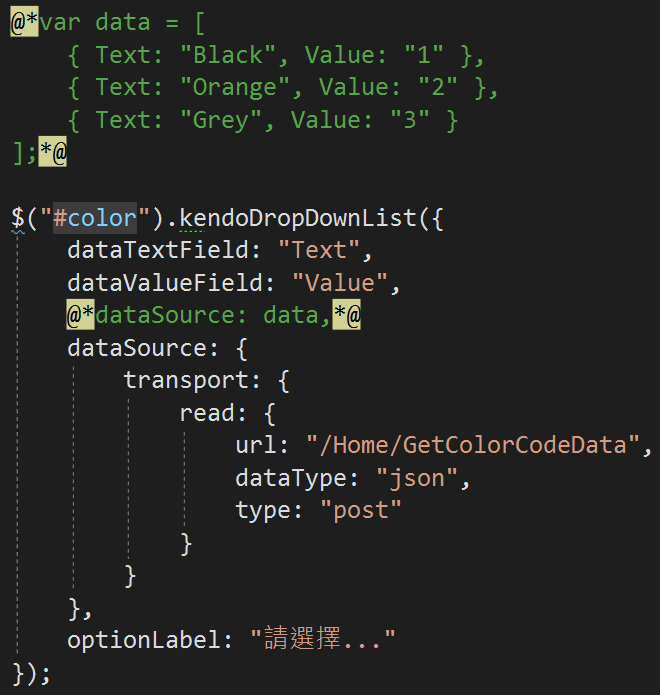 @*var data = [
    { Text: "Black", Value: "1" },
    { Text: "Orange", Value: "2" },
    { Text: "Grey", Value: "3" }
];*@
$("#color").kendoDropDownList({
    dataTextField: "Text",
    dataValueField: "Value",
    @*dataSource: data,*@
    dataSource: {
        transport: {
            read: {
                url: "/Home/GetColorCodeData",
                dataType: "json",
                type: "post"
            }
        }
    },
    optionLabel: "請選擇..."
});